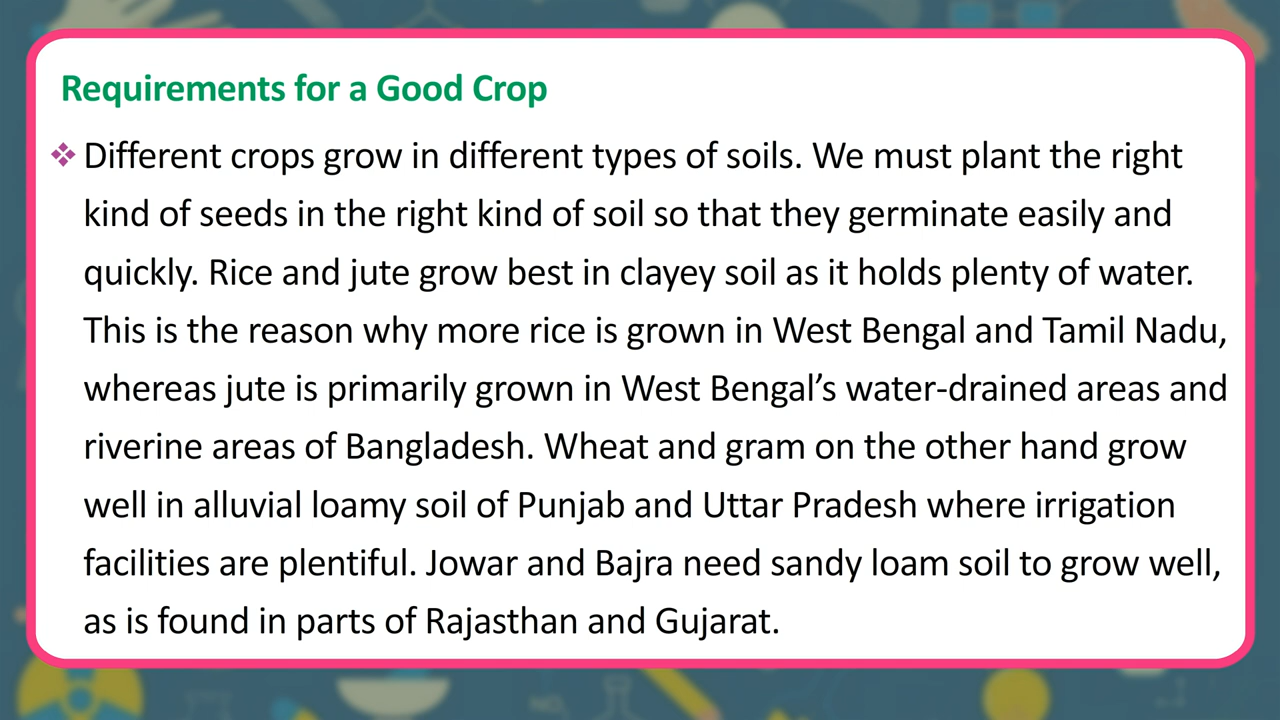 Requirements for a Good Crop
❖ Different crops grow in different types of soils. We must plant the right
kind of seeds in the right kind of soil so that they germinate easily and
quickly. Rice and jute grow best in clayey soil as it holds plenty of water.
This is the reason why more rice is grown in West Bengal and Tamil Nadu,
whereas jute is primarily grown in West Bengal’s water-drained areas and
riverine areas of Bangladesh. Wheat and gram on the other hand grow
well in alluvial loamy soil of Punjab and Uttar Pradesh where irrigation
facilities are plentiful. Jowar and Bajra need sandy loam soil to grow well,
as is found in parts of Rajasthan and Gujarat.